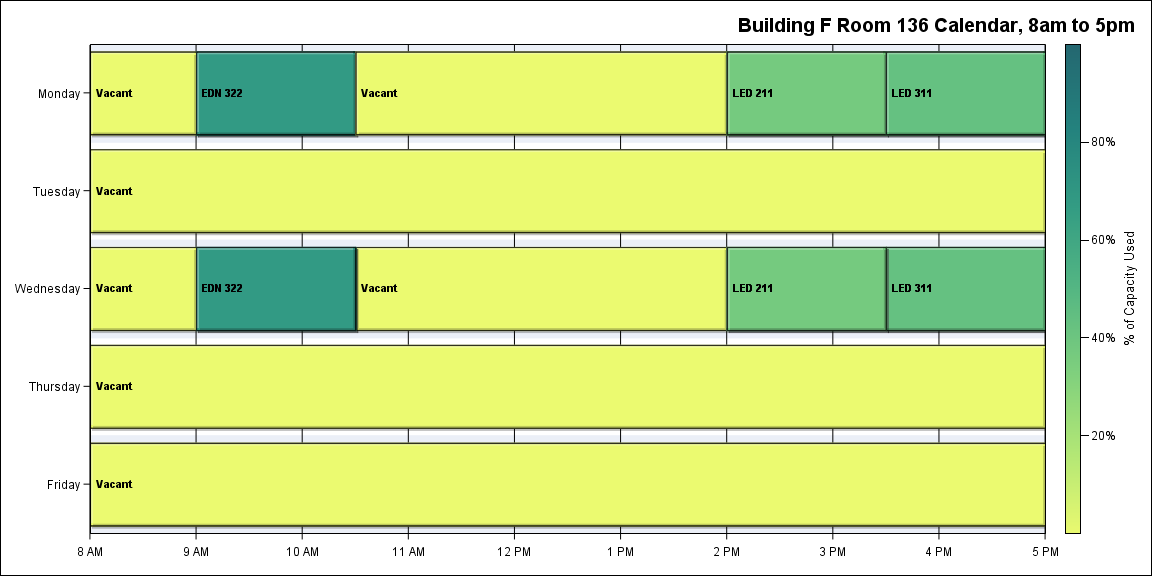 Building F Room 136 Calendar, 8am to 5pm
Monday
Vacant
EDN 322
Vacant
LED 211
LED 311
Tuesday
Vacant
Wednesday
Vacant
EDN 322
Vacant
LED 211
LED 311
Thursday
Vacant
Friday
Vacant
8 AM
9 AM
10 AM
11 AM
12 PM
1 PM
2 PM
3 PM
4 PM
5 PM
80%
60%
40%
20%
% of Capacity Used